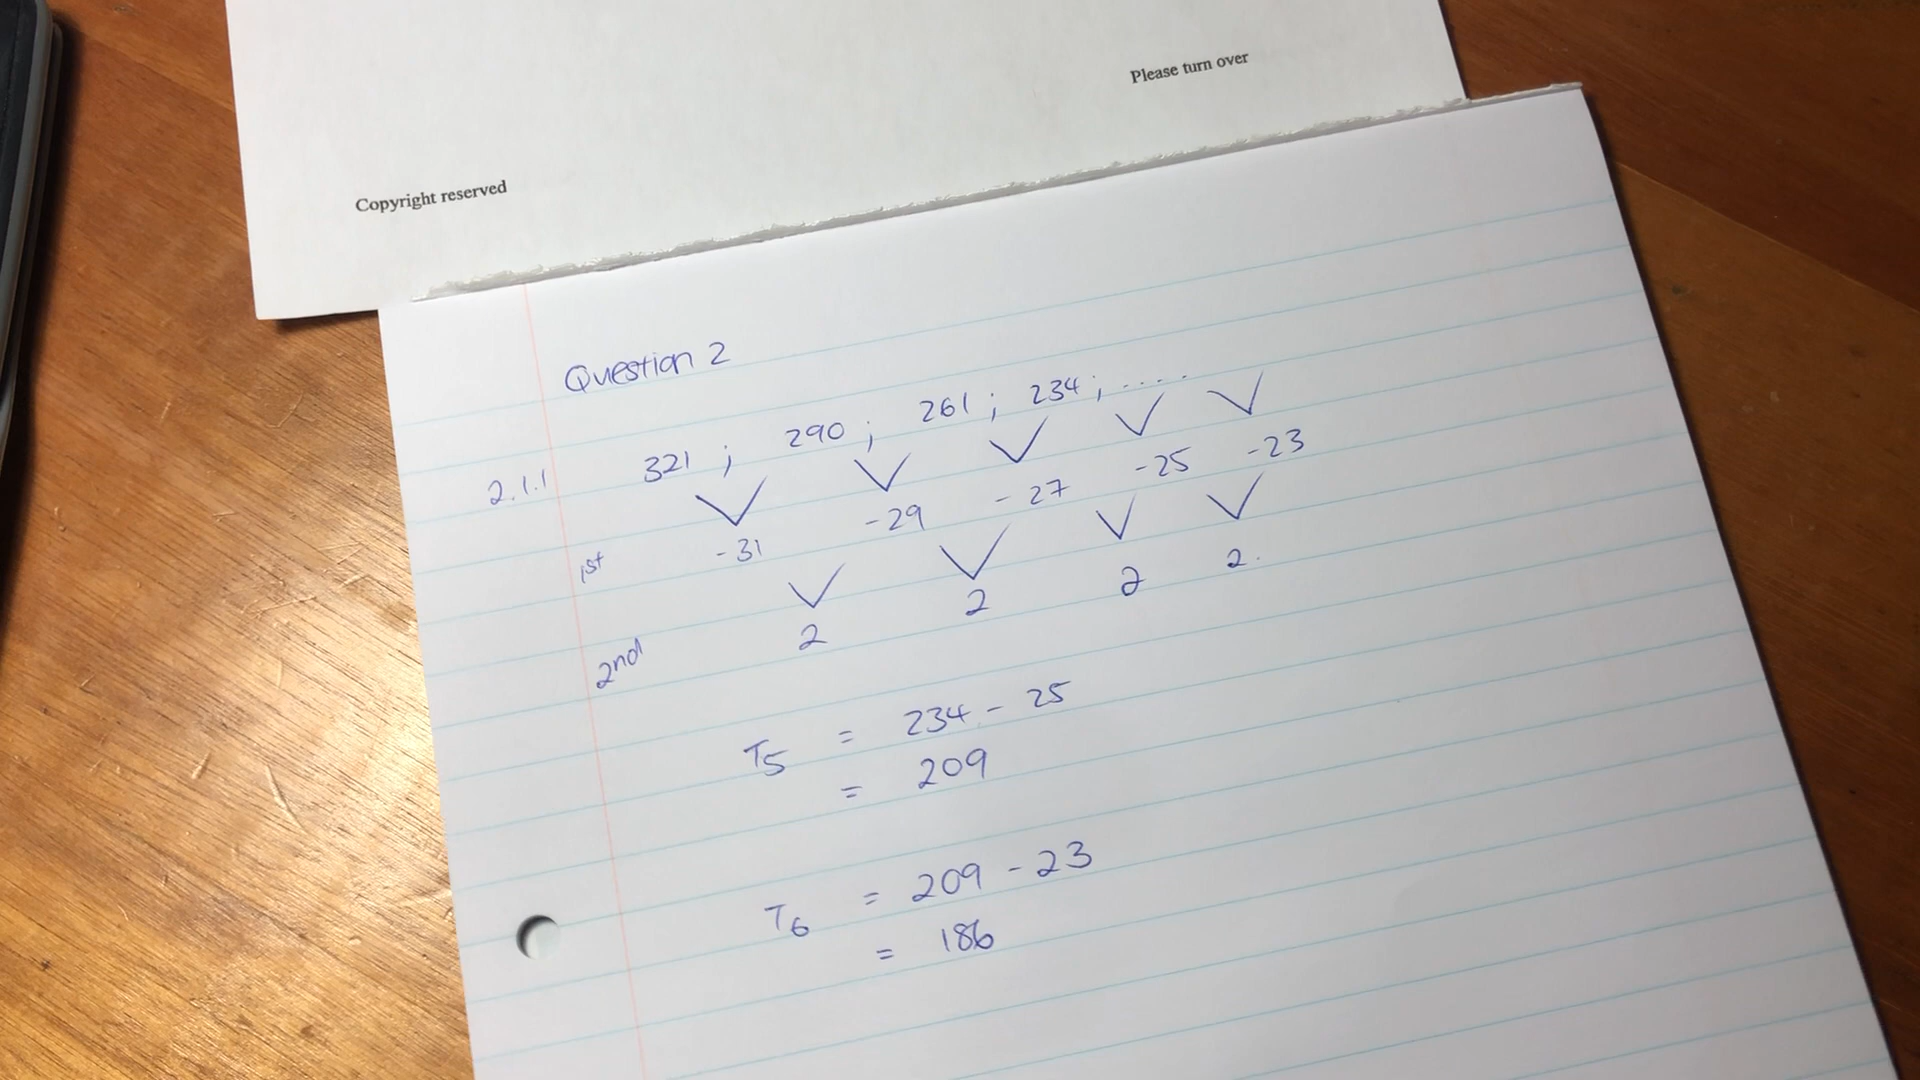 Please turn over
Copyright reserved
Question 2
2.1.1 321 ; 290 ; 261 ; 234 ; .....
1st -31 -29 -27 -25 -23
2nd 2 2 2 2.
T5 = 234 - 25
= 209
T6 = 209 - 23
= 186